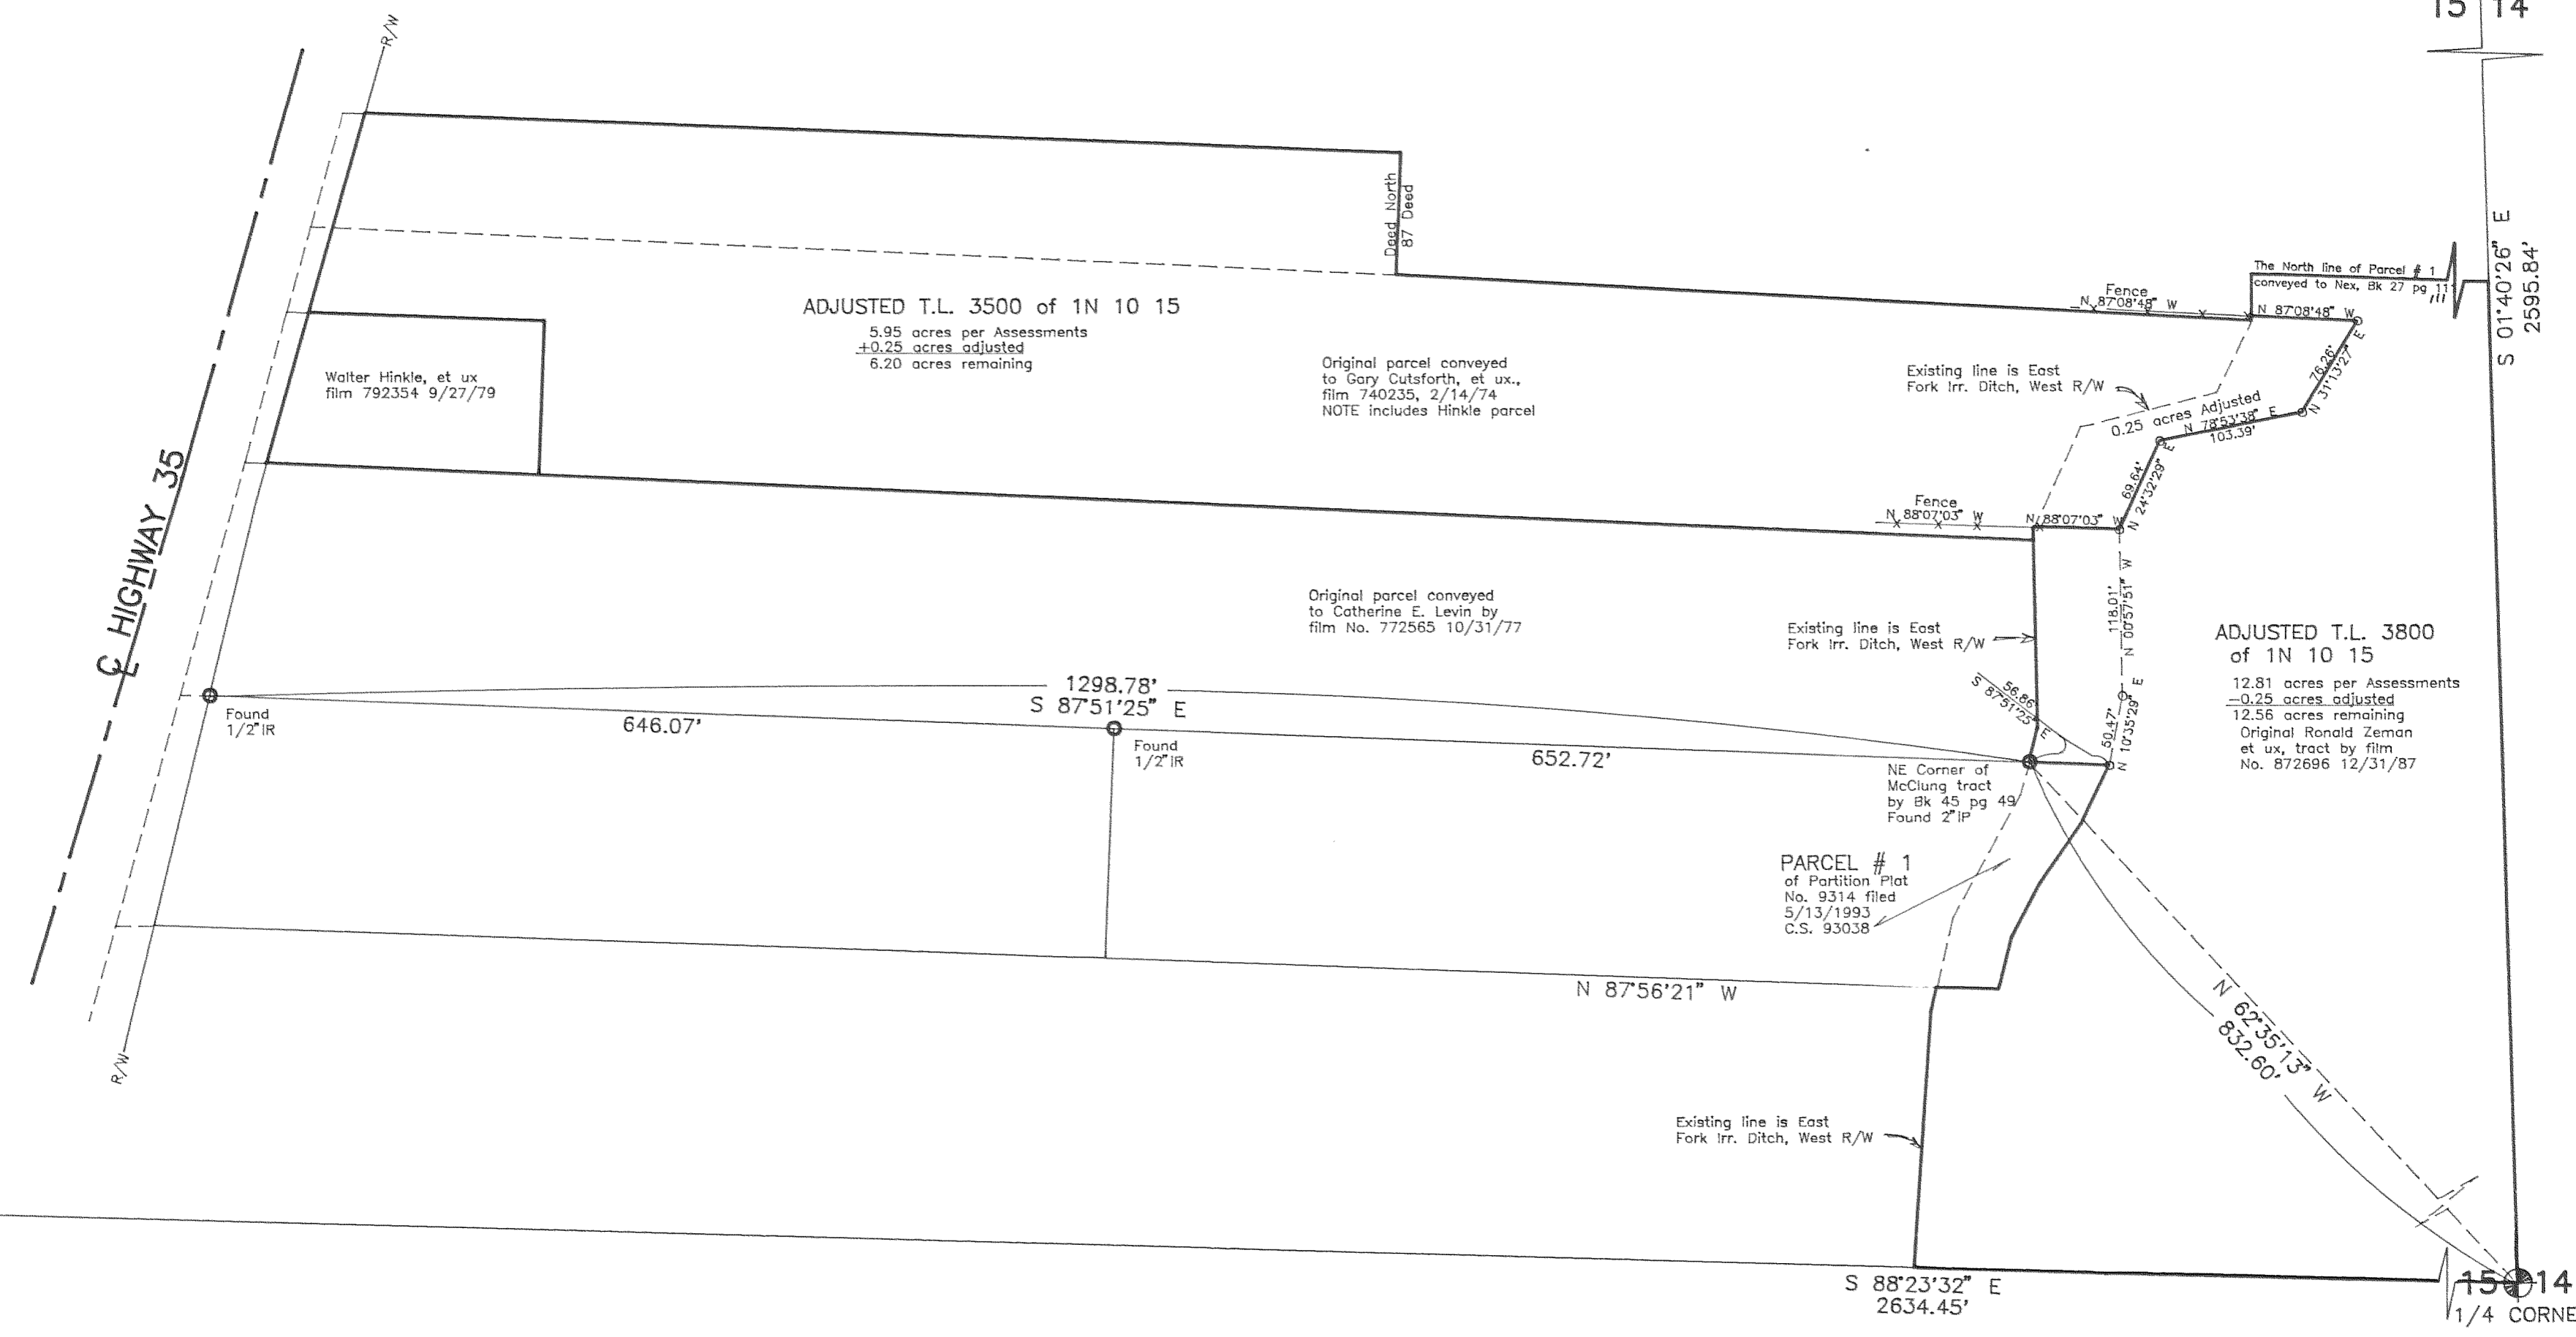 15 14
R/W
Deed North
87 Deed
S 01°40'26" E
2595.84'
The North line of Parcel # 1
conveyed to Nex, Bk 27 pg 11
Fence
N 87°08'48" W
N 87°08'48" W
ADJUSTED T.L. 3500 of 1N 10 15
5.95 acres per Assessments
+0.25 acres adjusted
6.20 acres remaining
Walter Hinkle, et ux
film 792354 9/27/79
Original parcel conveyed
to Gary Cutsforth, et ux.,
film 740235, 2/14/74
NOTE includes Hinkle parcel
Existing line is East
Fork Irr. Ditch, West R/W
76.26'
N 31°13'27" E
0.25 acres Adjusted
N 78°53'38" E
103.39'
69.64'
N 24°32'29" E
℄ HIGHWAY 35
Fence
N 88°07'03" W
N 88°07'03" W
118.01'
N 00°57'51" W
Original parcel conveyed
to Catherine E. Levin by
film No. 772565 10/31/77
Existing line is East
Fork Irr. Ditch, West R/W
ADJUSTED T.L. 3800
of 1N 10 15
12.81 acres per Assessments
-0.25 acres adjusted
12.56 acres remaining
Original Ronald Zeman
et ux, tract by film
No. 872696 12/31/87
56.86'
S 87°51'25" E
50.47'
N 10°35'29" E
1298.78'
S 87°51'25" E
Found
1/2"IR
646.07'
Found
1/2"IR
652.72'
NE Corner of
McClung tract
by Bk 45 pg 49
Found 2"IP
PARCEL # 1
of Partition Plat
No. 9314 filed
5/13/1993
C.S. 93038
N 87°56'21" W
N 62°35'13" W
832.60'
R/W
Existing line is East
Fork Irr. Ditch, West R/W
S 88°23'32" E
2634.45'
15 14
1/4 CORNE